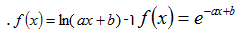 . f(x) = ln(ax + b) -1 f(x) = e^{-ax+b}